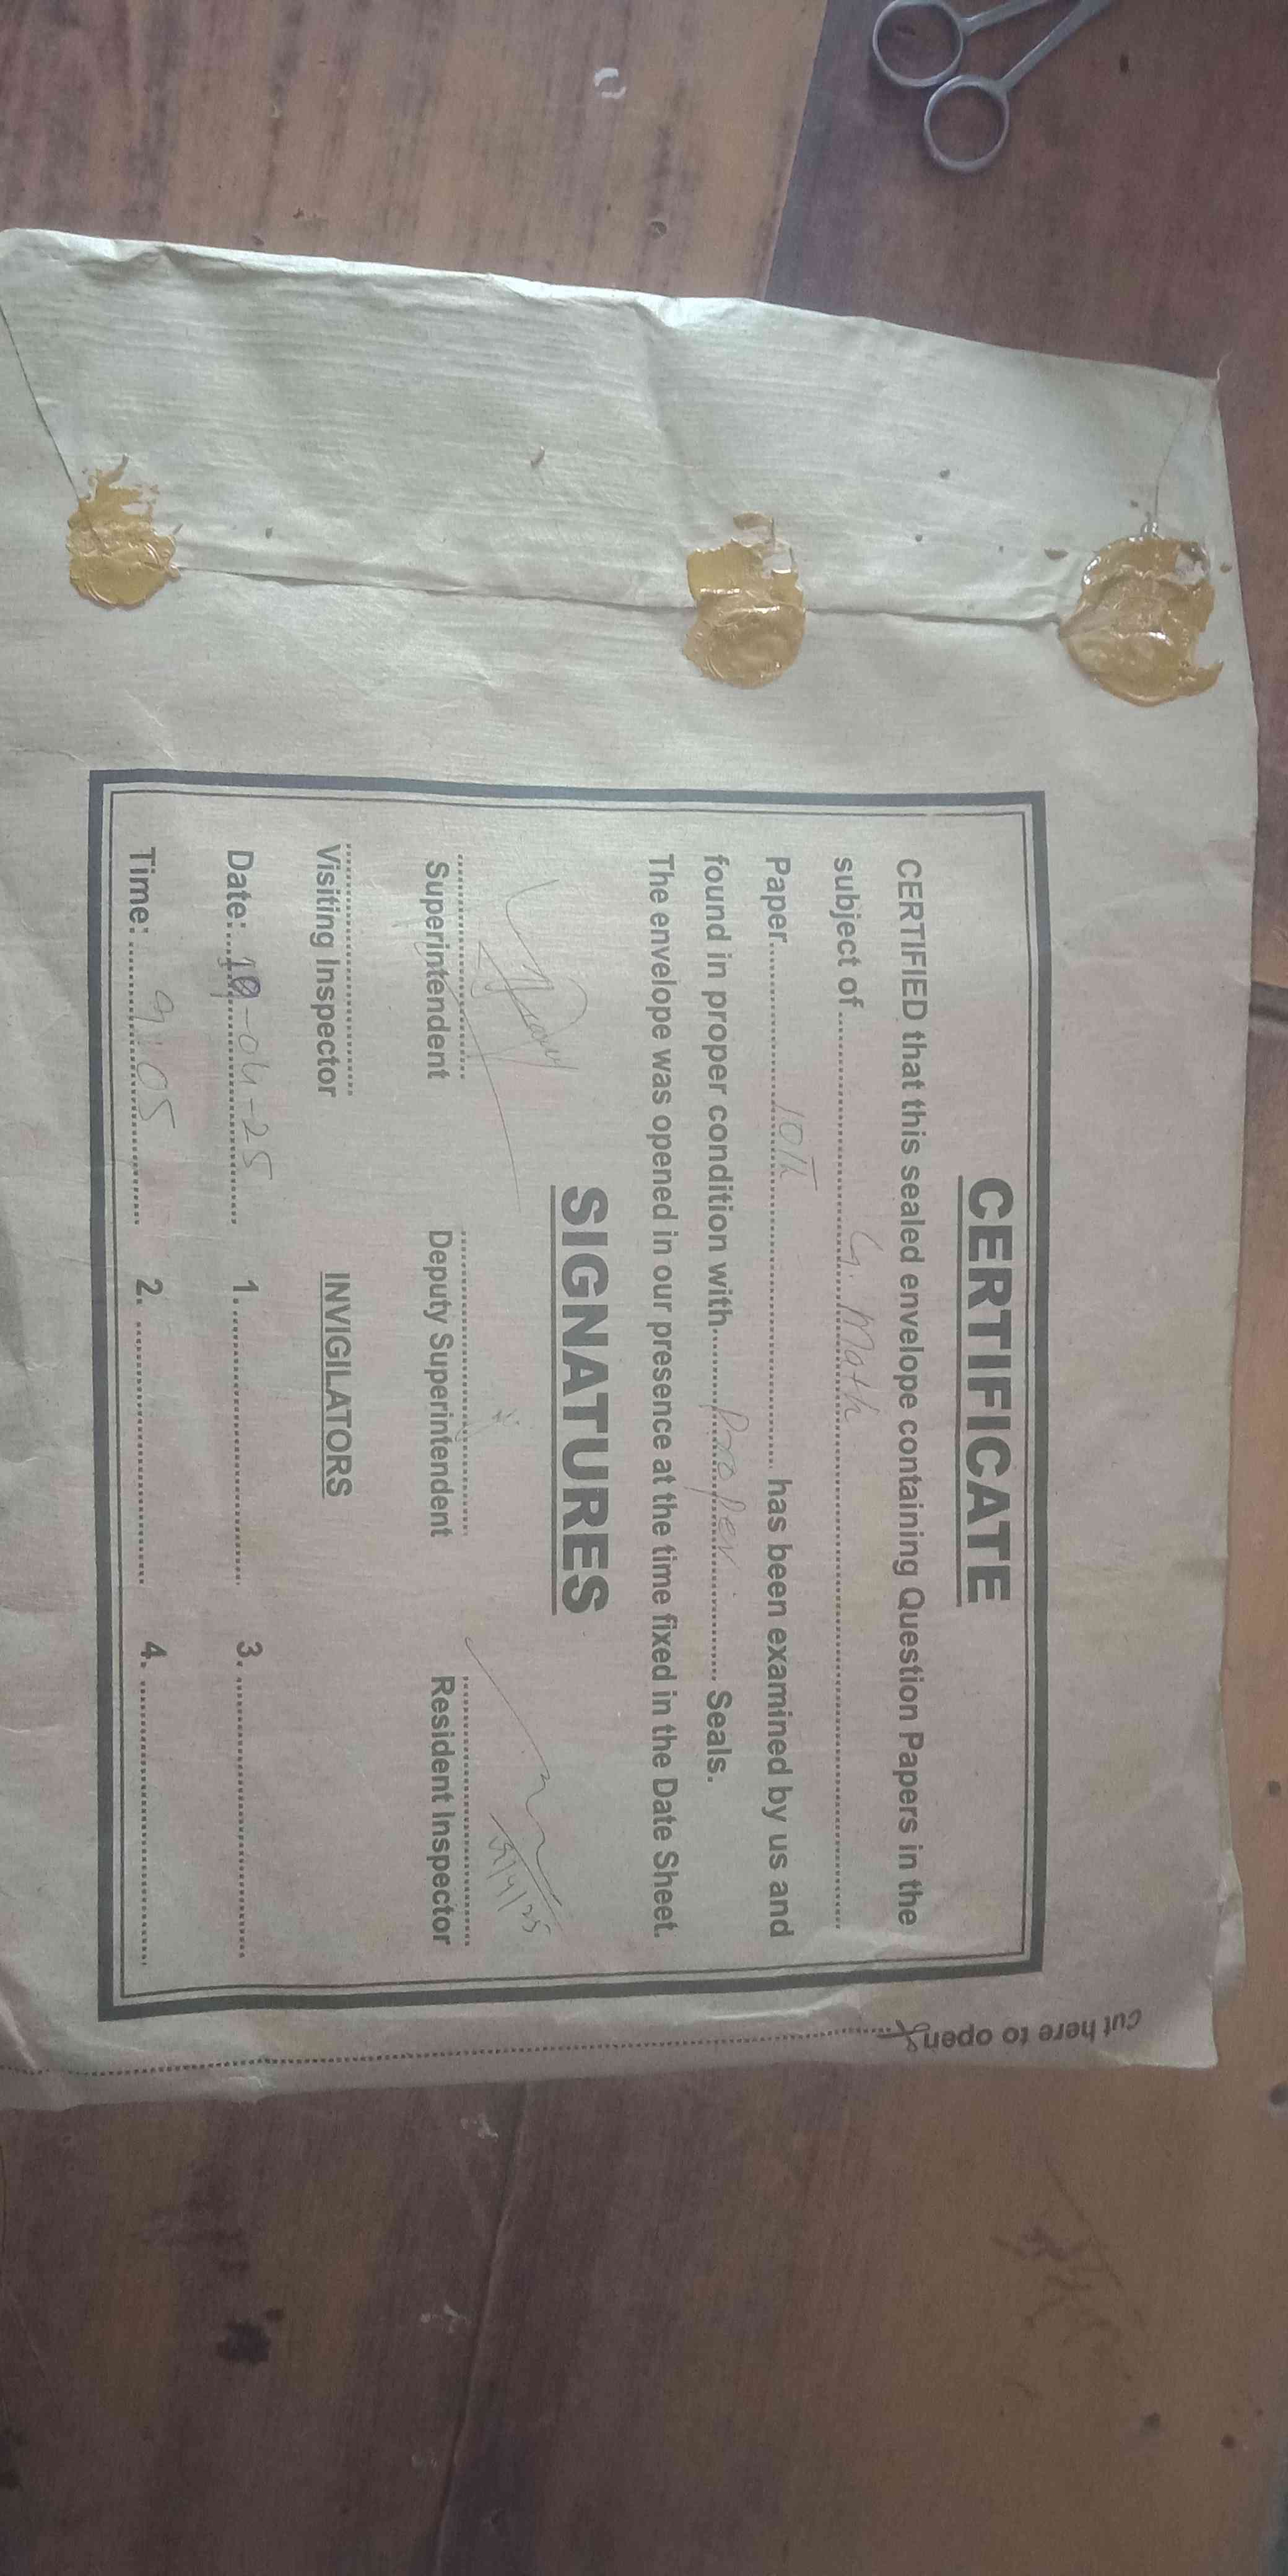 CERTIFICATE
CERTIFIED that this sealed envelope containing Question Papers in the
subject of .......... G. Math ..........
Paper.......... 10th .......... has been examined by us and
found in proper condition with.......... Proper .......... Seals.
The envelope was opened in our presence at the time fixed in the Date Sheet.
SIGNATURES
Superintendent Deputy Superintendent Resident Inspector
Visiting Inspector INVIGILATORS
Date: -04-25 1. .......... 3. ..........
Time: 9:05 2. .......... 4. ..........
cut here to open